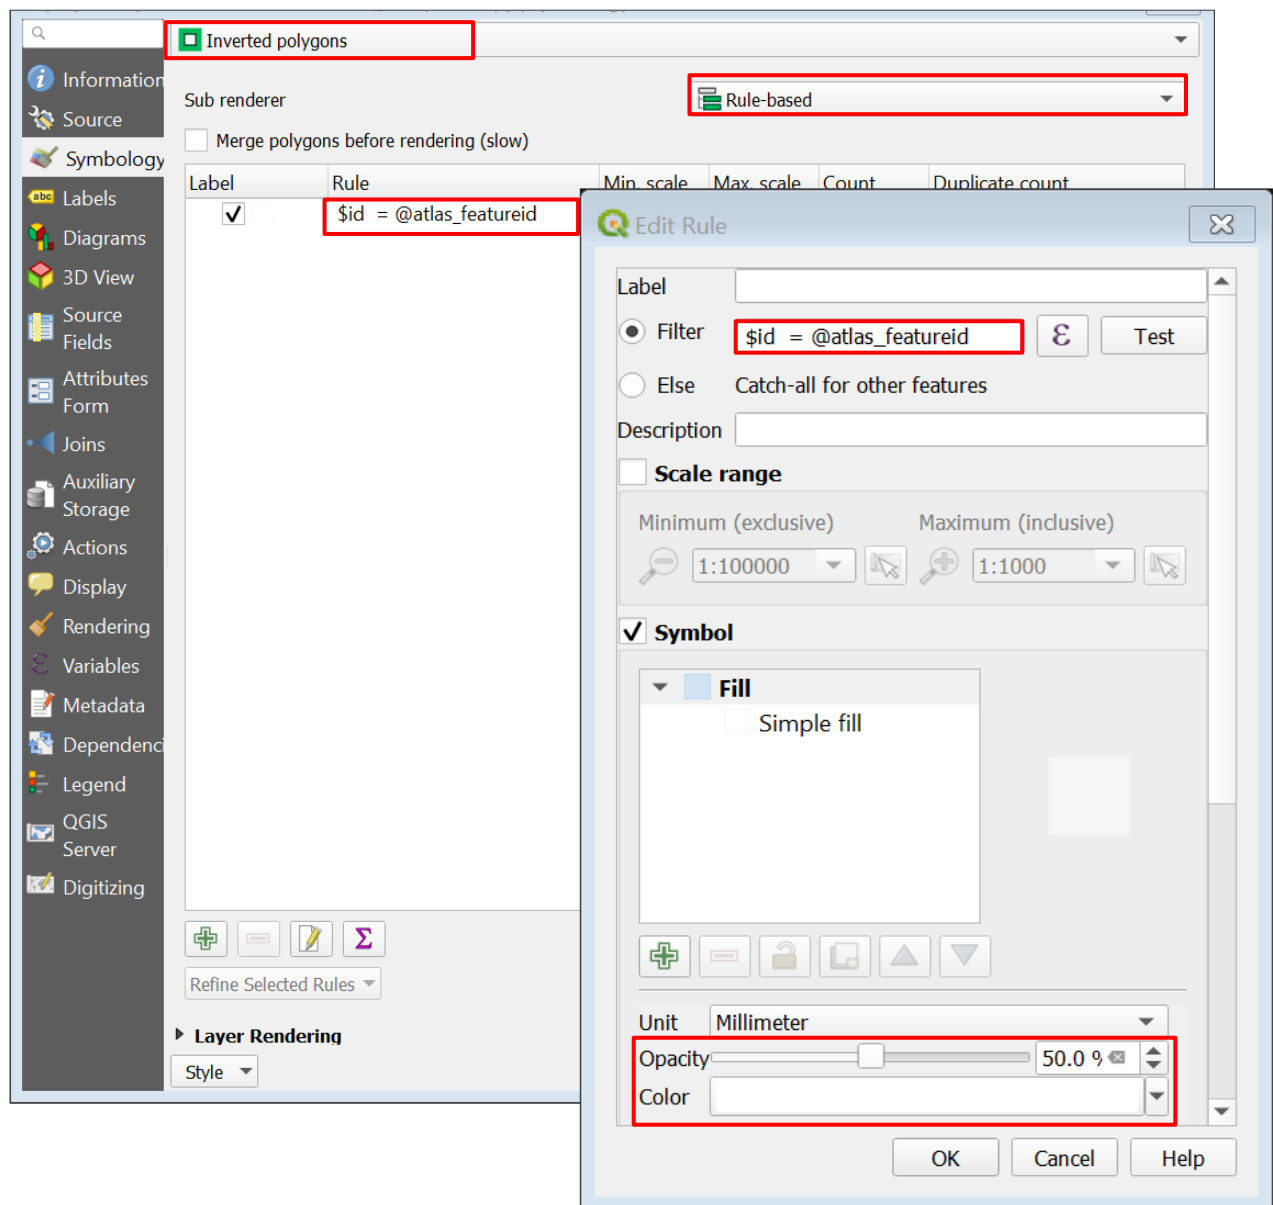 Inverted polygons
Information
Source
Symbology
Labels
Diagrams
3D View
Source
Fields
Attributes
Form
Joins
Auxiliary
Storage
Actions
Display
Rendering
Variables
Metadata
Dependenci
Legend
QGIS
Server
Digitizing
abc
Sub renderer
Rule-based
Merge polygons before rendering (slow)
Label Rule Min. scale Max. scale Count Duplicate count
$id = @atlas_featureid
Refine Selected Rules
Layer Rendering
Style
Edit Rule
Label
Filter $id = @atlas_featureid ε Test
Else Catch-all for other features
Description
Scale range
Minimum (exclusive) Maximum (inclusive)
1:100000 1:1000
Symbol
Fill
Simple fill
Unit Millimeter
Opacity 50.0 %
Color
OK Cancel Help